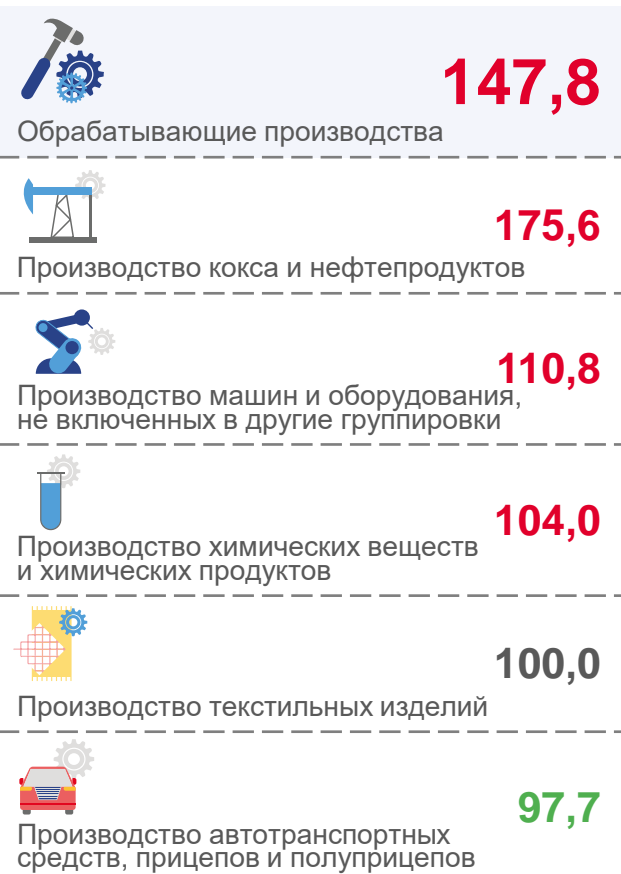 147,8
Обрабатывающие производства
175,6
Производство кокса и нефтепродуктов
110,8
Производство машин и оборудования,
не включенных в другие группировки
104,0
Производство химических веществ
и химических продуктов
100,0
Производство текстильных изделий
97,7
Производство автотранспортных
средств, прицепов и полуприцепов